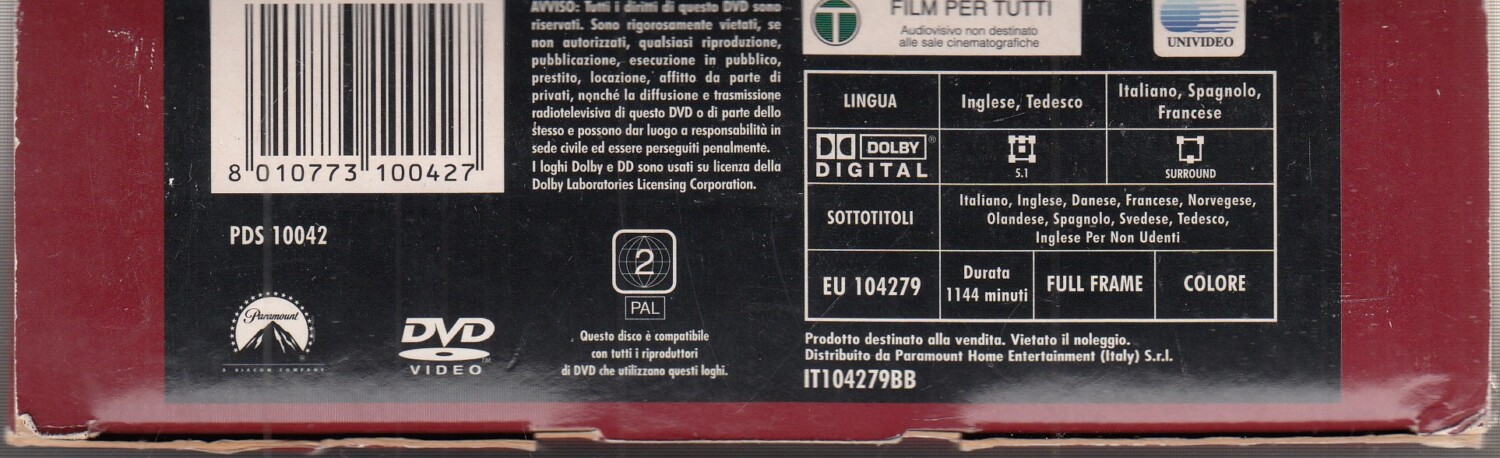 AVVISO: Tutti i diritti di questo DVD sono
riservati. Sono rigorosamente vietati, se
non autorizzati, qualsiasi riproduzione,
pubblicazione, esecuzione in pubblico,
prestito, locazione, affitto da parte di
privati, nonché la diffusione e trasmissione
radiotelevisiva di questo DVD o di parte dello
stesso e possono dar luogo a responsabilità in
sede civile ed essere perseguiti penalmente.
I loghi Dolby e DD sono usati su licenza della
Dolby Laboratories Licensing Corporation.
8 010773 100427
PDS 10042
Paramount
A VIACOM COMPANY
DVD
VIDEO
2
PAL
Questo disco è compatibile
con tutti i riproduttori
di DVD che utilizzano questi loghi.
T
FILM PER TUTTI
Audiovisivo non destinato
alle sale cinematografiche
UNIVIDEO
LINGUA
Inglese, Tedesco
Italiano, Spagnolo,
Francese
DOLBY®
DIGITAL
5.1
SURROUND
SOTTOTITOLI
Italiano, Inglese, Danese, Francese, Norvegese,
Olandese, Spagnolo, Svedese, Tedesco,
Inglese Per Non Udenti
EU 104279
Durata
1144 minuti
FULL FRAME
COLORE
Prodotto destinato alla vendita. Vietato il noleggio.
Distribuito da Paramount Home Entertainment (Italy) S.r.l.
IT104279BB